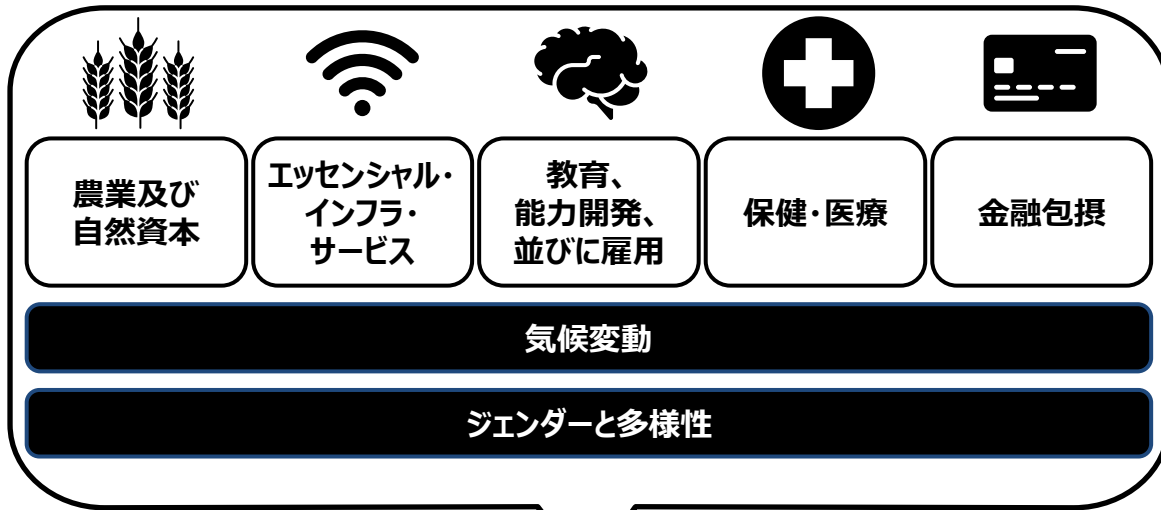 農業及び
自然資本
エッセンシャル・
インフラ・
サービス
教育、
能力開発、
並びに雇用
保健・医療
金融包摂
気候変動
ジェンダーと多様性